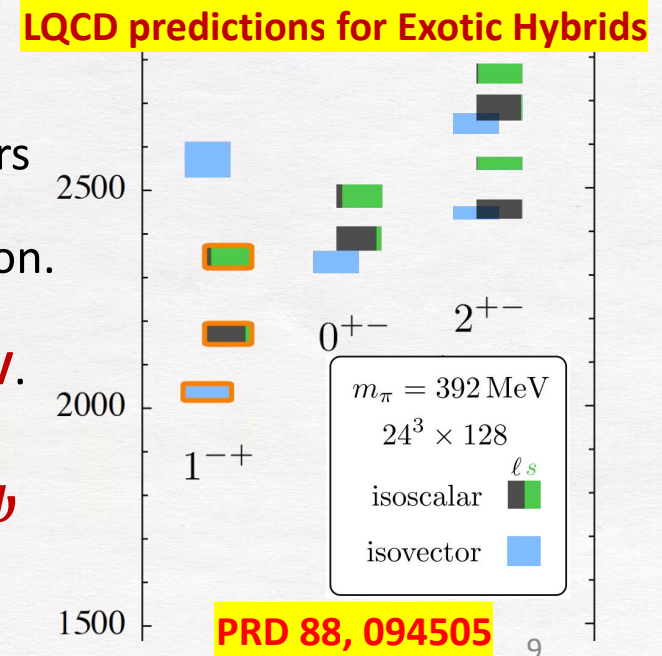 LQCD predictions for Exotic Hybrids
rs
2500
on.
0⁺⁻
2⁺⁻
V.
2000
1⁻⁺
m_π = 392 MeV
24³ × 128
ℓ s
isoscalar
isovector
ψ
1500
PRD 88, 094505
9